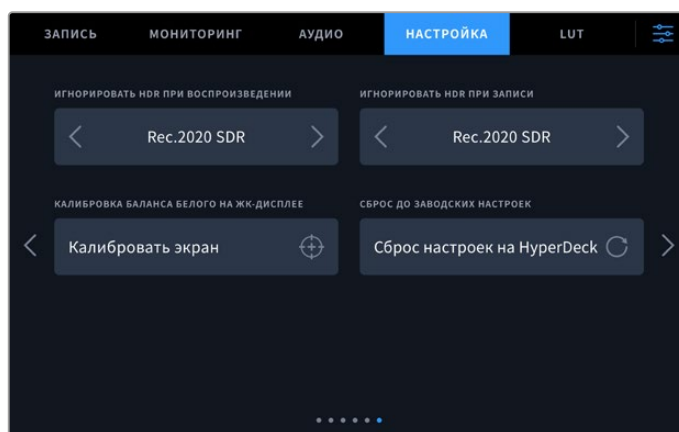 ЗАПИСЬ МОНИТОРИНГ АУДИО НАСТРОЙКА LUT
ИГНОРИРОВАТЬ HDR ПРИ ВОСПРОИЗВЕДЕНИИ ИГНОРИРОВАТЬ HDR ПРИ ЗАПИСИ
Rec.2020 SDR Rec.2020 SDR
КАЛИБРОВКА БАЛАНСА БЕЛОГО НА ЖК-ДИСПЛЕЕ СБРОС ДО ЗАВОДСКИХ НАСТРОЕК
Калибровать экран Сброс настроек на HyperDeck